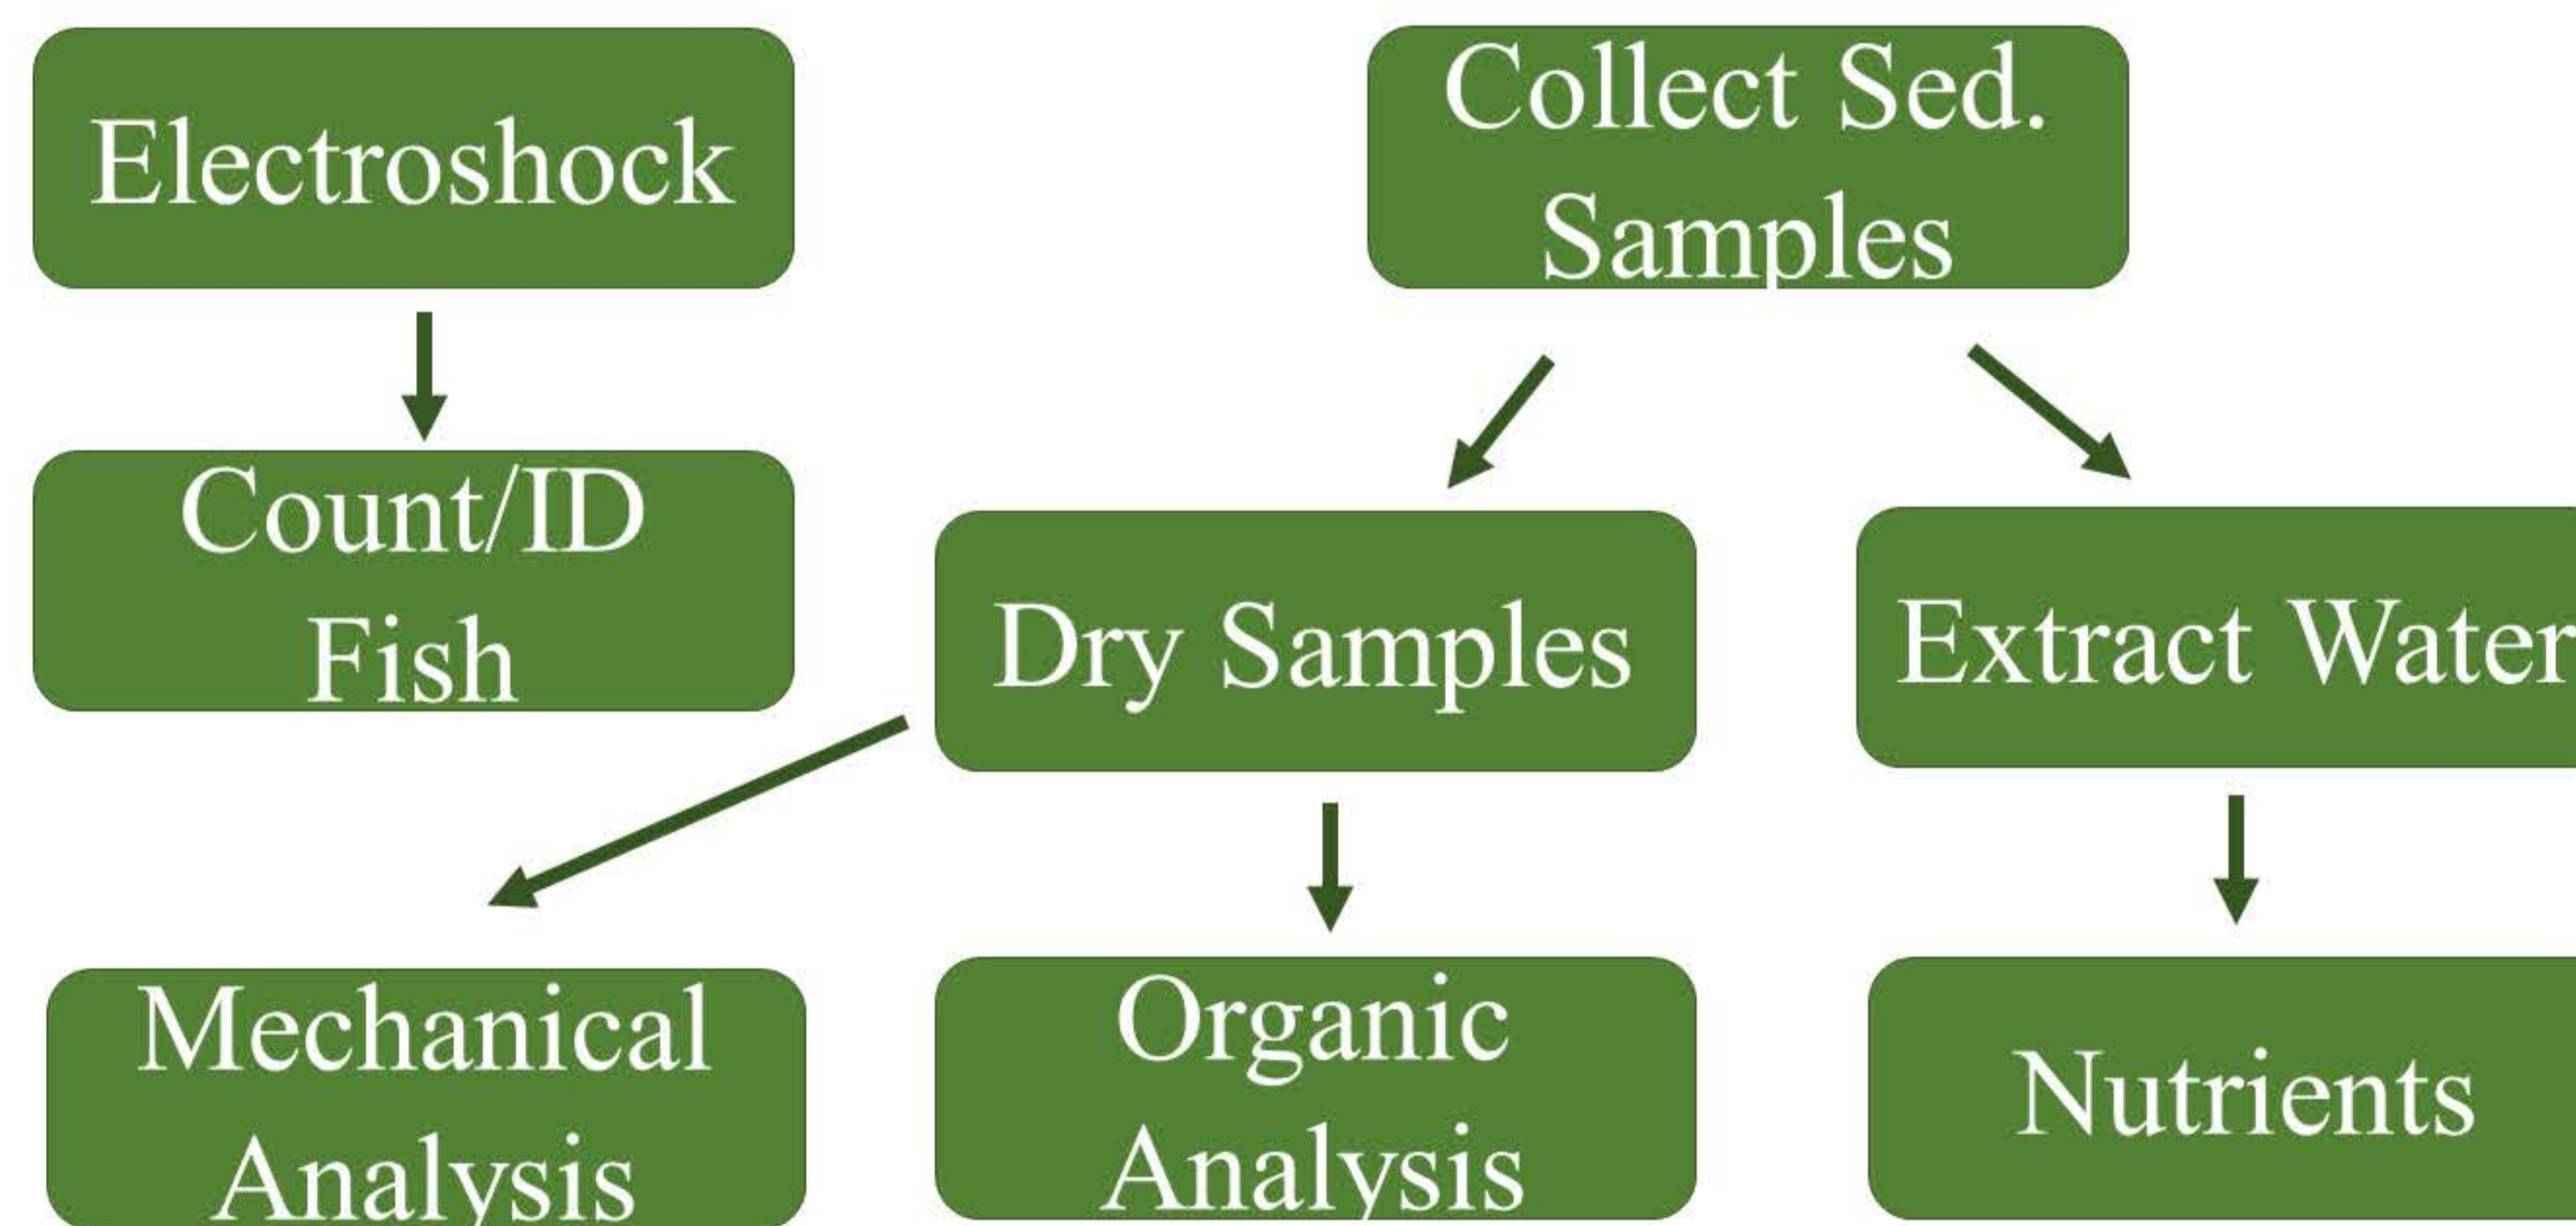 Electroshock
Collect Sed.
Samples
Count/ID
Fish
Dry Samples
Extract Water
Mechanical
Analysis
Organic
Analysis
Nutrients